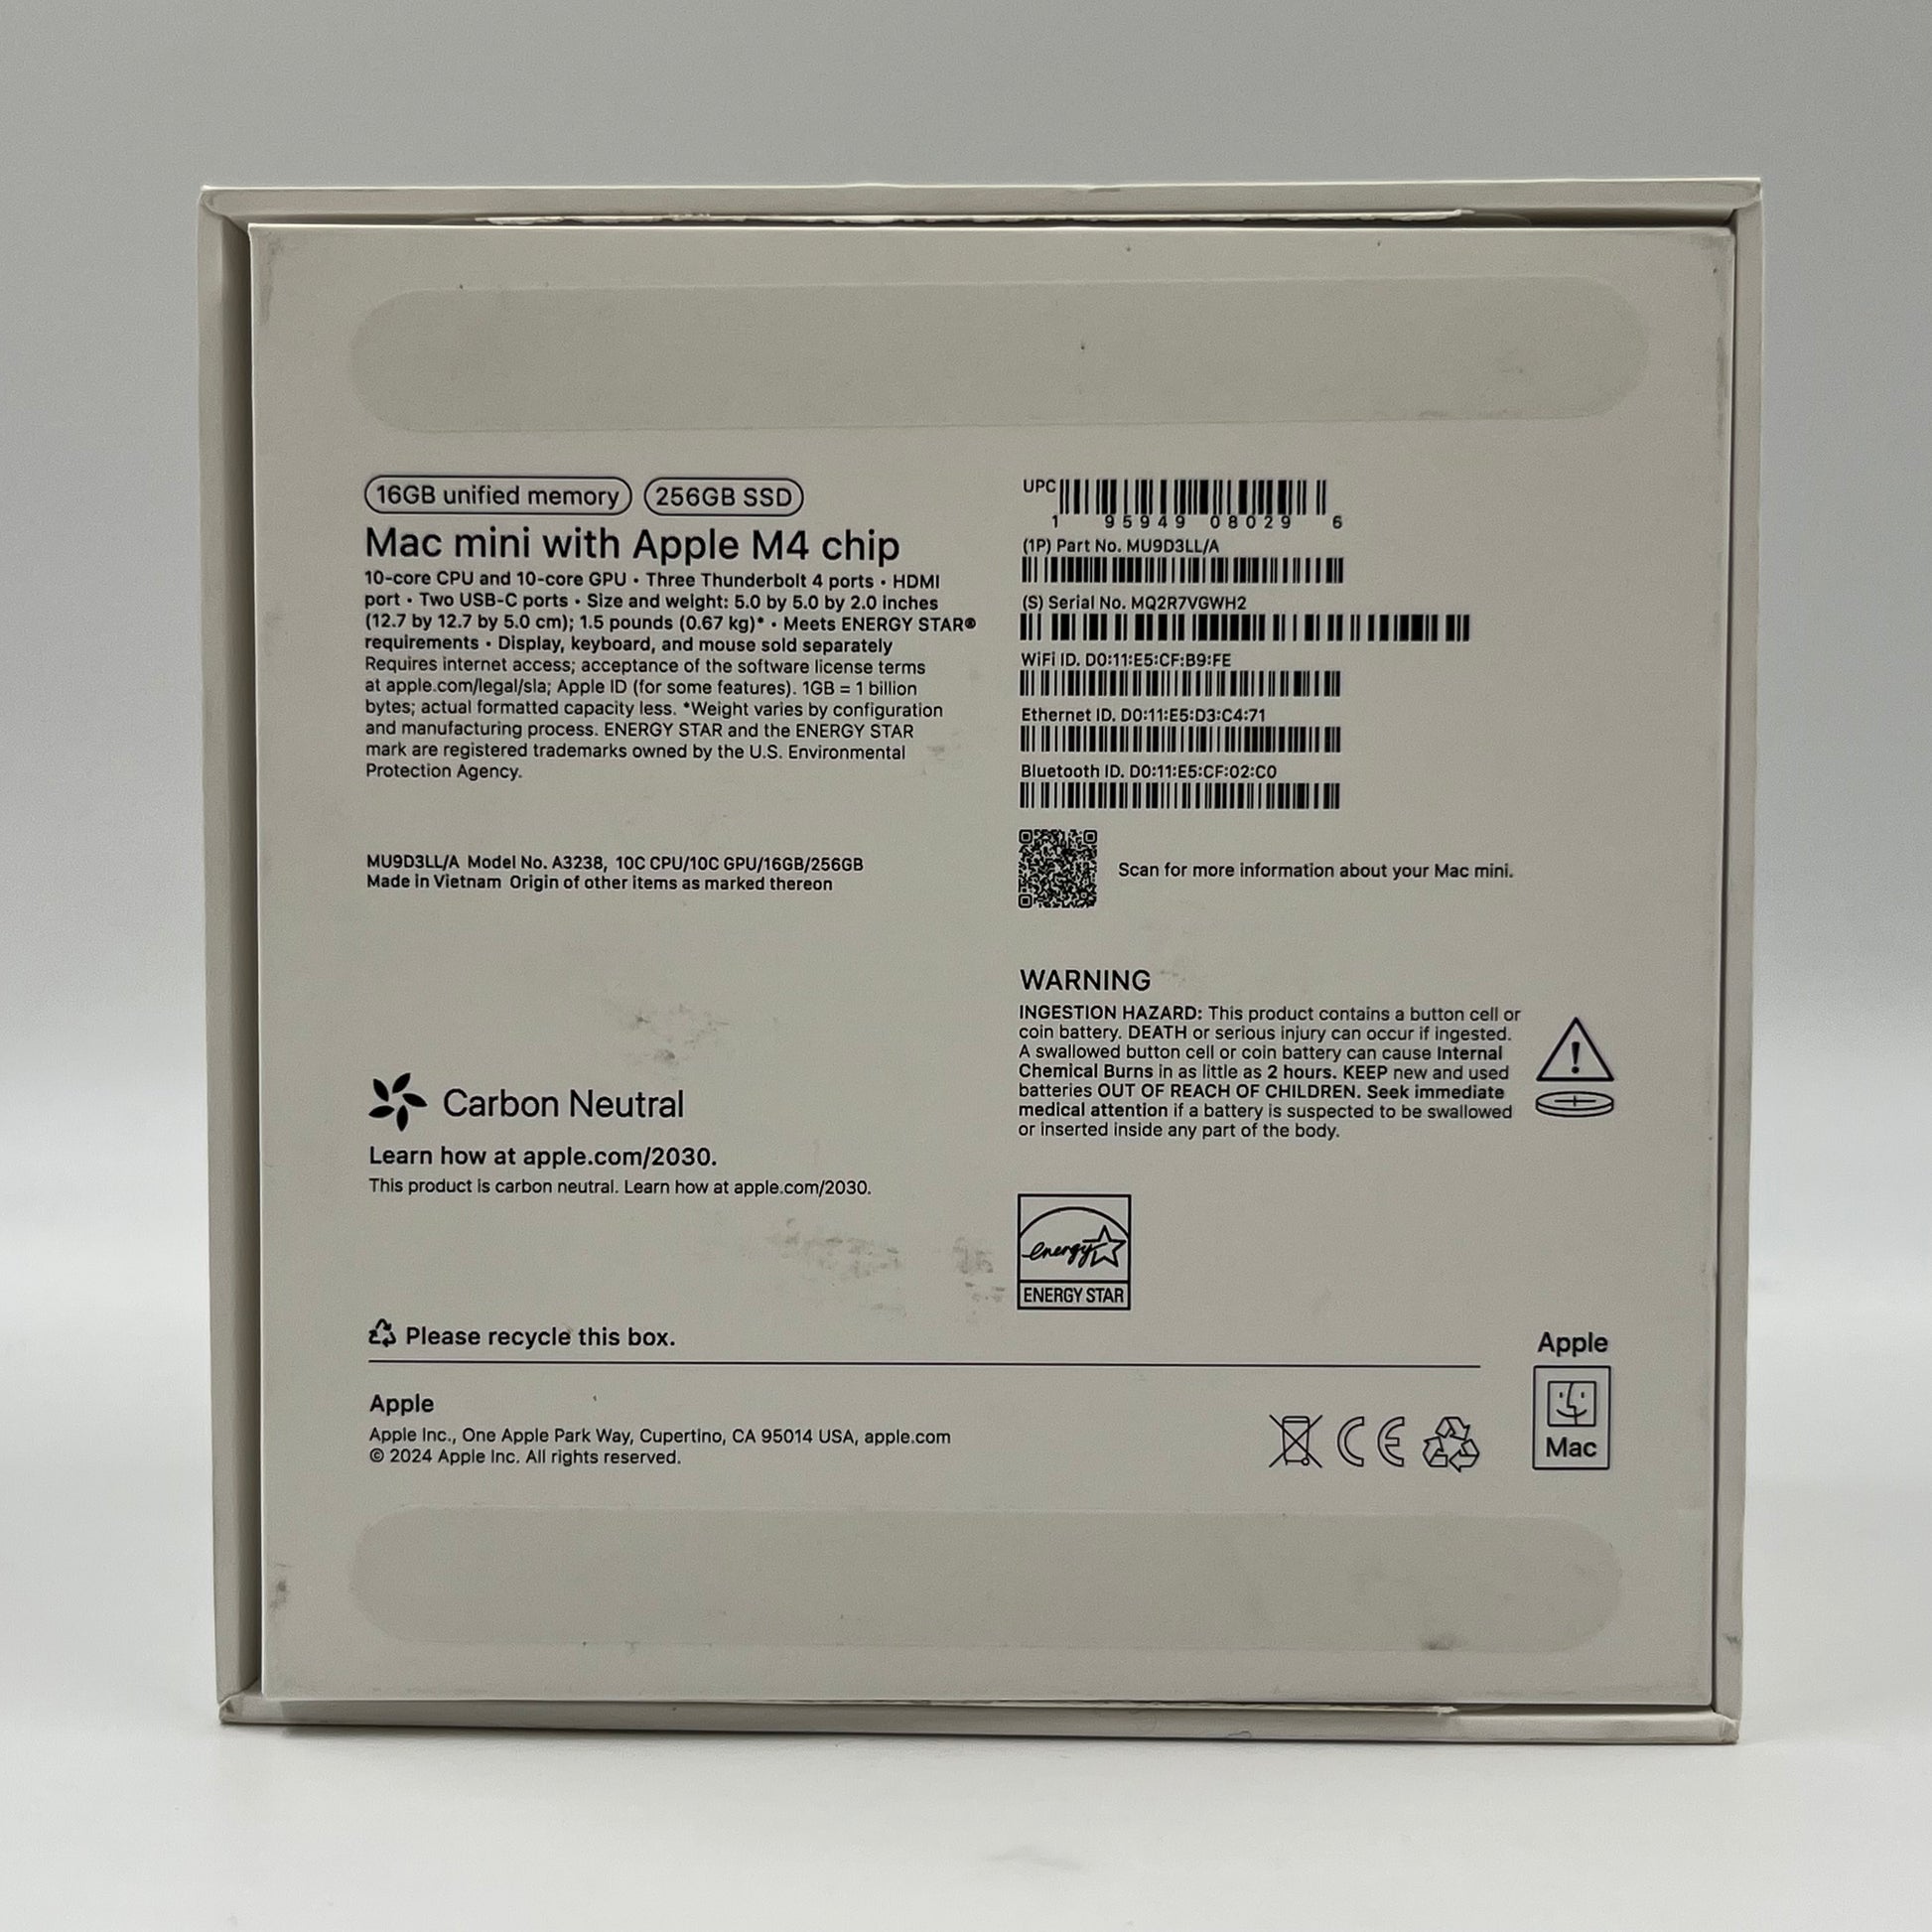 16GB unified memory 256GB SSD
Mac mini with Apple M4 chip
10-core CPU and 10-core GPU • Three Thunderbolt 4 ports • HDMI
port • Two USB-C ports • Size and weight: 5.0 by 5.0 by 2.0 inches
(12.7 by 12.7 by 5.0 cm); 1.5 pounds (0.67 kg)* • Meets ENERGY STAR®
requirements • Display, keyboard, and mouse sold separately
Requires internet access; acceptance of the software license terms
at apple.com/legal/sla; Apple ID (for some features). 1GB = 1 billion
bytes; actual formatted capacity less. *Weight varies by configuration
and manufacturing process. ENERGY STAR and the ENERGY STAR
mark are registered trademarks owned by the U.S. Environmental
Protection Agency.
MU9D3LL/A Model No. A3238, 10C CPU/10C GPU/16GB/256GB
Made in Vietnam Origin of other items as marked thereon
UPC
1 95949 08029 6
(1P) Part No. MU9D3LL/A
(S) Serial No. MQ2R7VGWH2
WiFi ID. D0:11:E5:CF:B9:FE
Ethernet ID. D0:11:E5:D3:C4:71
Bluetooth ID. D0:11:E5:CF:02:C0
Scan for more information about your Mac mini.
WARNING
INGESTION HAZARD: This product contains a button cell or
coin battery. DEATH or serious injury can occur if ingested.
A swallowed button cell or coin battery can cause Internal
Chemical Burns in as little as 2 hours. KEEP new and used
batteries OUT OF REACH OF CHILDREN. Seek immediate
medical attention if a battery is suspected to be swallowed
or inserted inside any part of the body.
Carbon Neutral
Learn how at apple.com/2030.
This product is carbon neutral. Learn how at apple.com/2030.
energy
ENERGY STAR
Please recycle this box.
Apple
Apple Inc., One Apple Park Way, Cupertino, CA 95014 USA, apple.com
© 2024 Apple Inc. All rights reserved.
CE
Apple
Mac